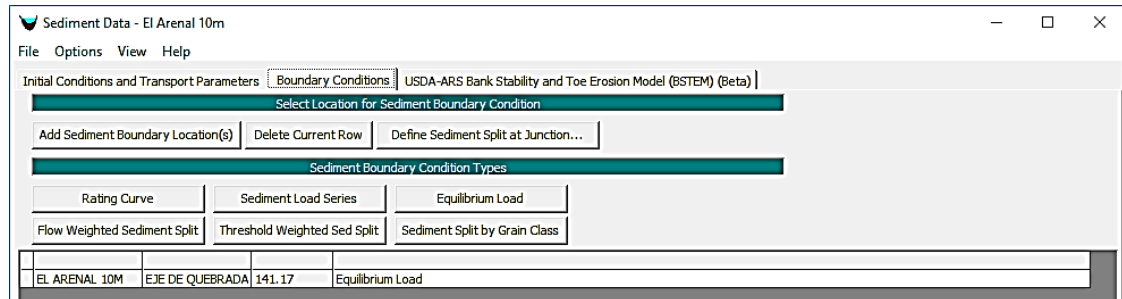 Sediment Data - El Arenal 10m
File Options View Help
Initial Conditions and Transport Parameters Boundary Conditions USDA-ARS Bank Stability and Toe Erosion Model (BSTEM) (Beta)
Select Location for Sediment Boundary Condition
Add Sediment Boundary Location(s) Delete Current Row Define Sediment Split at Junction...
Sediment Boundary Condition Types
Rating Curve Sediment Load Series Equilibrium Load
Flow Weighted Sediment Split Threshold Weighted Sed Split Sediment Split by Grain Class
EL ARENAL 10M EJE DE QUEBRADA 141.17 Equilibrium Load